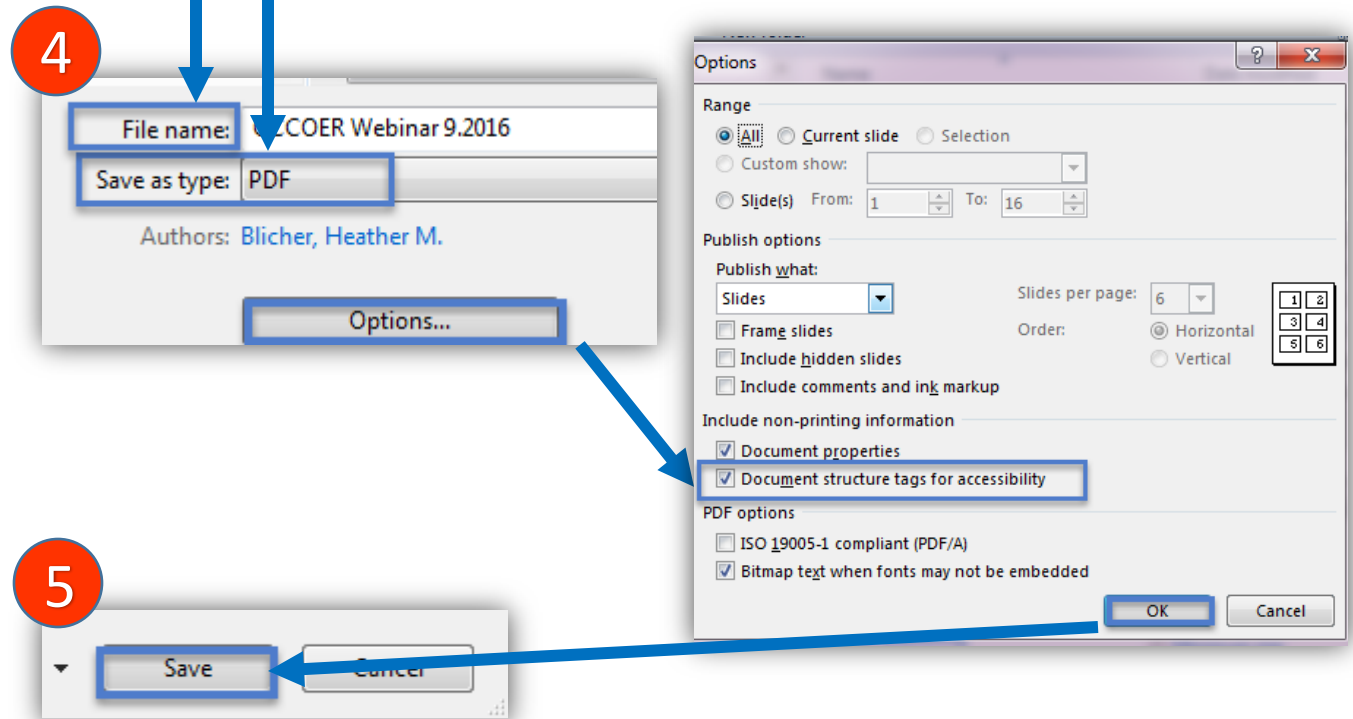 4
File name: CCOER Webinar 9.2016
Save as type: PDF
Authors: Blicher, Heather M.
Options...
Options
? X
Range
All Current slide Selection
Custom show:
Slide(s) From: 1 To: 16
Publish options
Publish what:
Slides
Slides per page: 6
Frame slides
Order: Horizontal
Include hidden slides
Vertical
Include comments and ink markup
1 2
3 4
5 6
Include non-printing information
Document properties
Document structure tags for accessibility
PDF options
ISO 19005-1 compliant (PDF/A)
Bitmap text when fonts may not be embedded
OK Cancel
5
Save Cancel